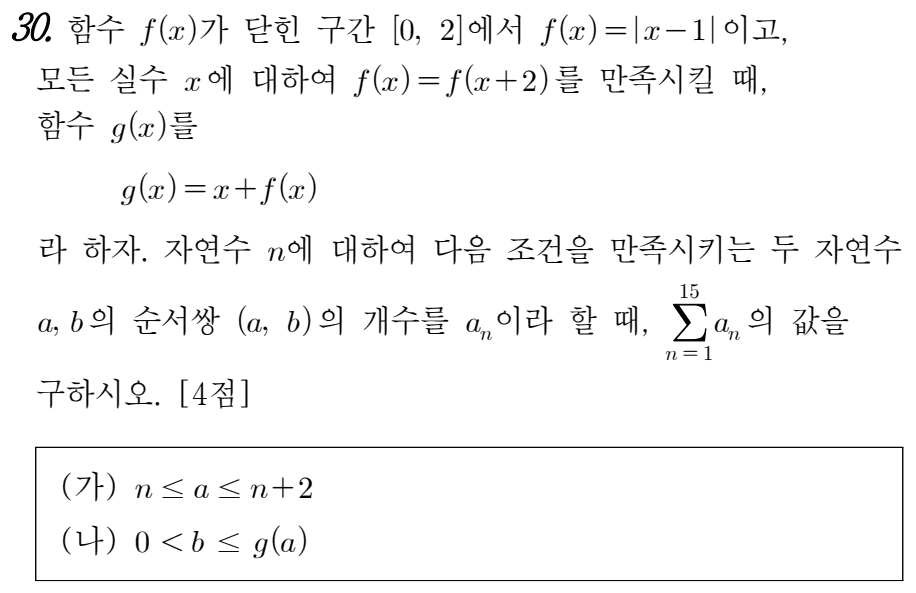 30. 함수 f(x)가 닫힌 구간 [0, 2]에서 f(x)=|x-1|이고,
모든 실수 x에 대하여 f(x)=f(x+2)를 만족시킬 때,
함수 g(x)를
g(x)=x+f(x)
라 하자. 자연수 n에 대하여 다음 조건을 만족시키는 두 자연수
a, b의 순서쌍 (a, b)의 개수를 a_n이라 할 때, \sum_{n=1}^{15} a_n의 값을
구하시오. [4점]
(가) n ≤ a ≤ n+2
(나) 0 < b ≤ g(a)